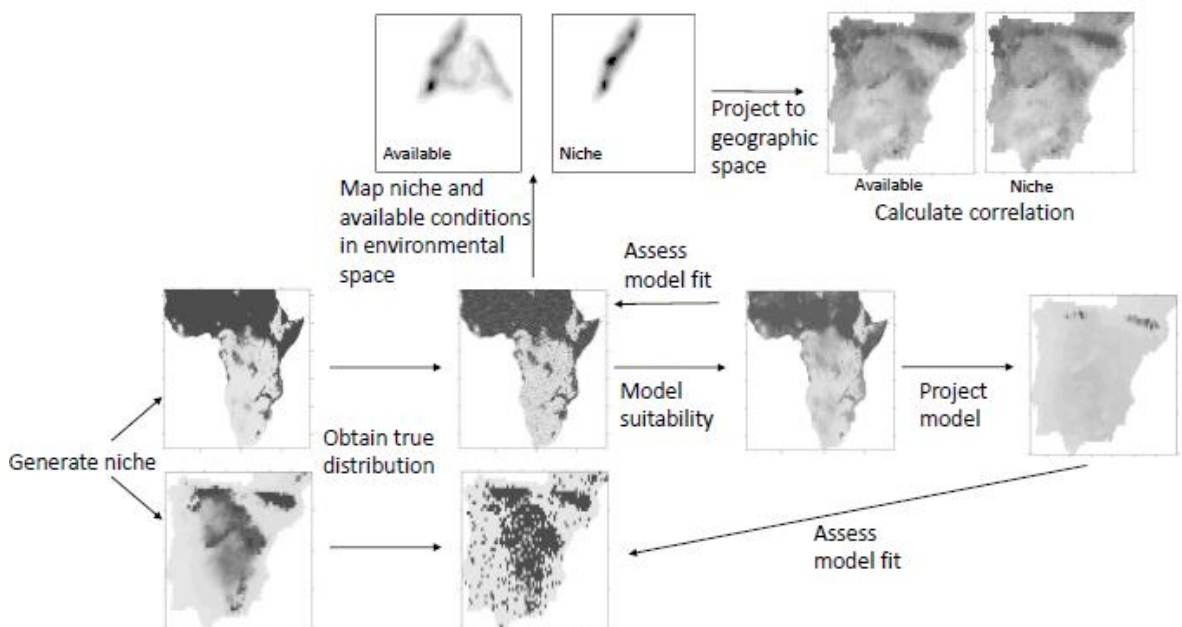 Available
Niche
Project to
geographic
space
Available
Niche
Calculate correlation
Map niche and
available conditions
in environmental
space
Assess
model fit
Model
suitability
Project
model
Generate niche
Obtain true
distribution
Assess
model fit